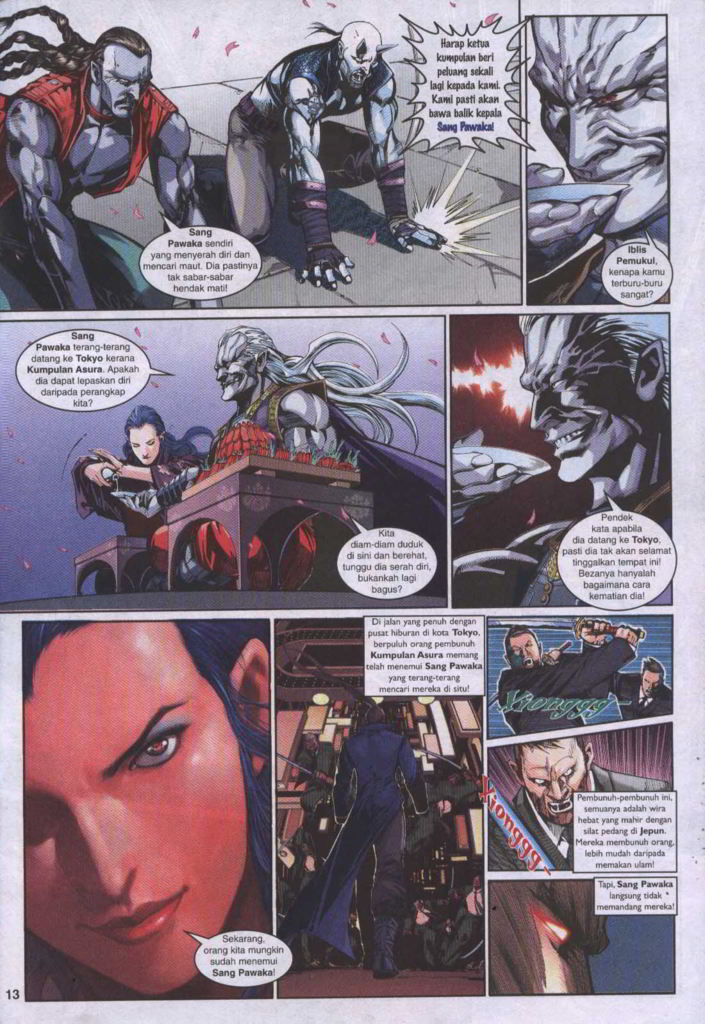 Harap ketua
kumpulan beri
peluang sekali
lagi kepada kami.
Kami pasti akan
bawa balik kepala
Sang Pawaka!
Sang
Pawaka sendiri
yang menyerah diri dan
mencari maut. Dia pastinya
tak sabar-sabar
hendak mati!
Iblis
Pemukul,
kenapa kamu
terburu-buru
sangat?
Sang
Pawaka terang-terang
datang ke Tokyo kerana
Kumpulan Asura. Apakah
dia dapat lepaskan diri
daripada perangkap
kita?
Kita
diam-diam duduk
di sini dan berehat,
tunggu dia serah diri,
bukankah lagi
bagus?
Pendek
kata apabila
dia datang ke Tokyo,
pasti dia tak akan selamat
tinggalkan tempat ini!
Bezanya hanyalah
bagaimana cara
kematian dia!
Sekarang,
orang kita mungkin
sudah menemui
Sang Pawaka!
Di jalan yang penuh dengan
pusat hiburan di kota Tokyo,
berpuluh orang pembunuh
Kumpulan Asura memang
telah menemui Sang Pawaka
yang terang-terang
mencari mereka di situ!
Xionggg
Xionggg
Pembunuh-pembunuh ini,
semuanya adalah wira
hebat yang mahir dengan
silat pedang di Jepun.
Mereka membunuh orang,
lebih mudah daripada
memakan ulam!
Tapi, Sang Pawaka
langsung tidak
memandang mereka!
13